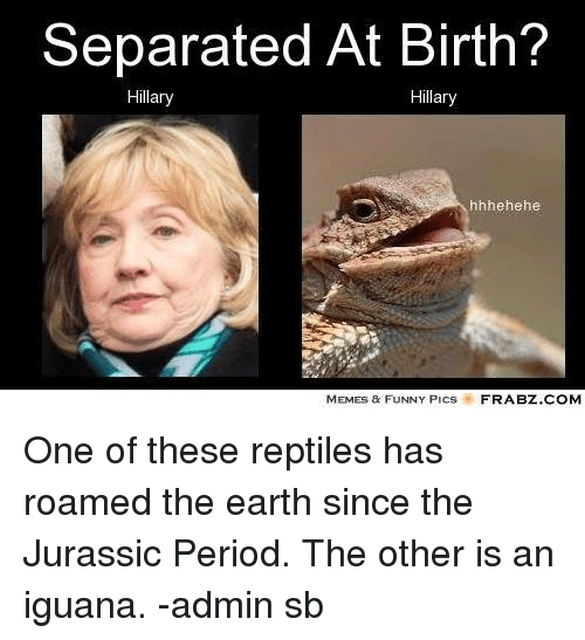 Separated At Birth?
Hillary
Hillary
hhhehehe
MEMES & FUNNY PICS FRABZ.COM
One of these reptiles has
roamed the earth since the
Jurassic Period. The other is an
iguana. -admin sb